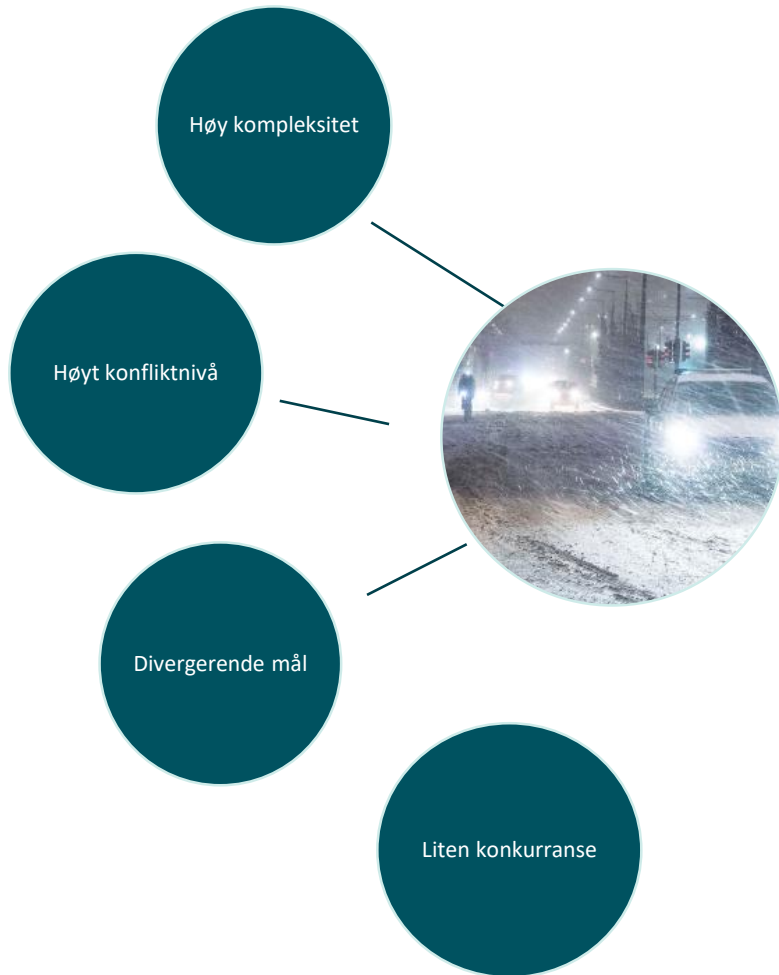 Høy kompleksitet
Høyt konfliktnivå
Divergerende mål
Liten konkurranse